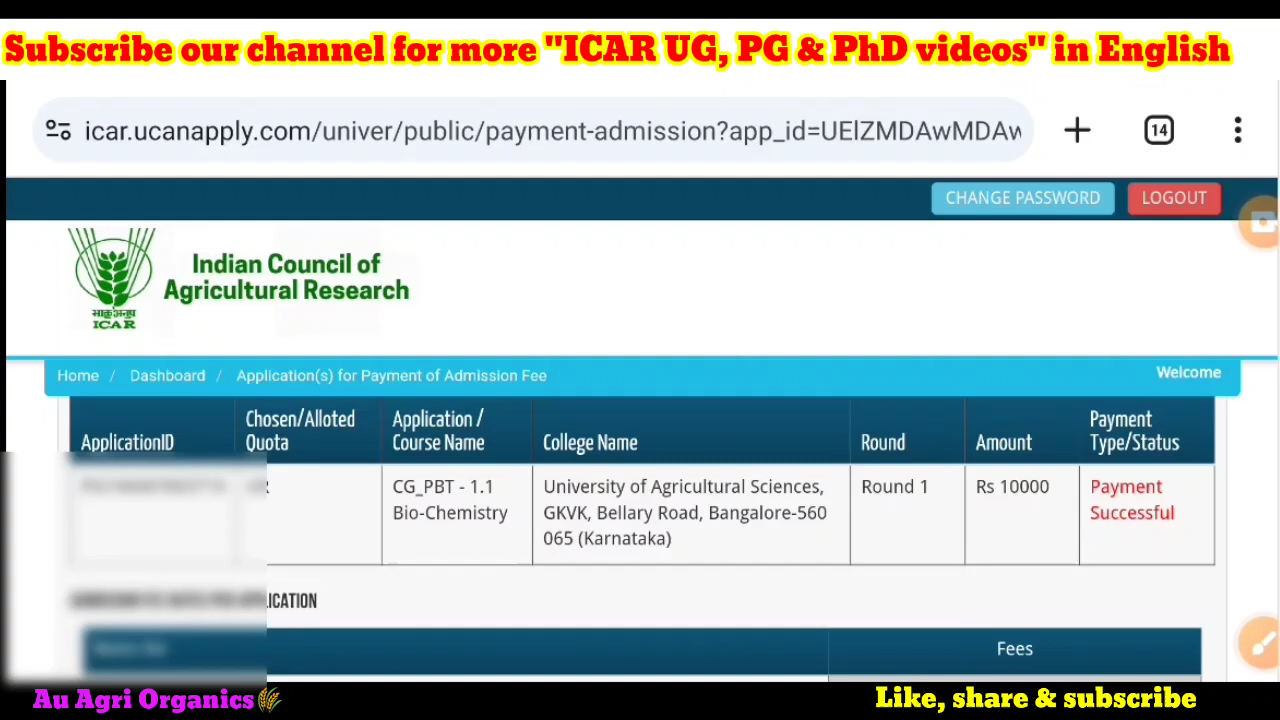 Subscribe our channel for more "ICAR UG, PG & PhD videos" in English
icar.ucanapply.com/univer/public/payment-admission?app_id=UElZMDAwMDAw
14
CHANGE PASSWORD LOGOUT
Indian Council of
Agricultural Research
भाकृअनुप
ICAR
Home / Dashboard / Application(s) for Payment of Admission Fee
Welcome
ApplicationID
Chosen/Alloted
Quota
Application /
Course Name
College Name
Round
Amount
Payment
Type/Status
CG_PBT - 1.1
Bio-Chemistry
University of Agricultural Sciences,
GKVK, Bellary Road, Bangalore-560
065 (Karnataka)
Round 1
Rs 10000
Payment
Successful
Fees
Au Agri Organics
Like, share & subscribe